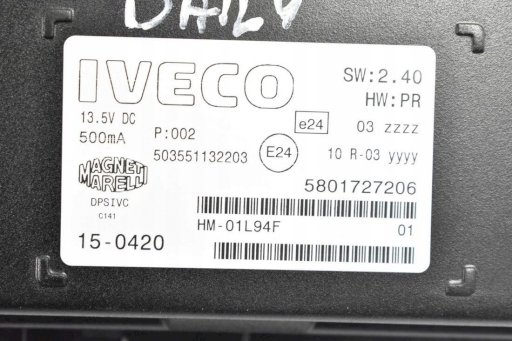 DAILY
IVECO
SW:2.40
HW:PR
13.5V DC
500mA
P:002
e24
03 zzzz
503551132203
E24
10 R-03 yyyy
MAGNETI
MARELLI
5801727206
DPSIVC
C141
HM-01L94F
01
15-0420